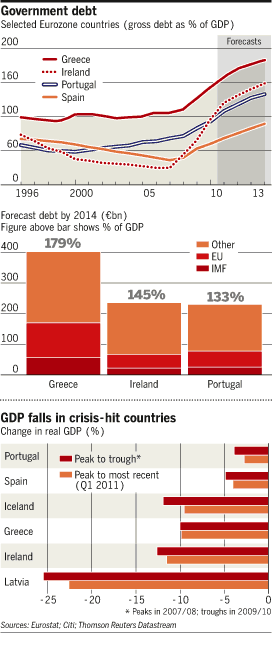 Government debt
Selected Eurozone countries (gross debt as % of GDP)
200
Forecasts
Greece
Ireland
Portugal
Spain
160
100
60
0
1996
2000
05
07
10
11
13
Forecast debt by 2014 (€bn)
Figure above bar shows % of GDP
400
300
200
100
0
179%
145%
133%
Other
EU
IMF
Greece
Ireland
Portugal
GDP falls in crisis-hit countries
Change in real GDP (%)
Portugal
Spain
Iceland
Greece
Ireland
Latvia
Peak to trough*
Peak to most recent
(Q1 2011)
-25
-20
-15
-10
-5
0
* Peaks in 2007/08; troughs in 2009/10
Sources: Eurostat; Citi; Thomson Reuters Datastream